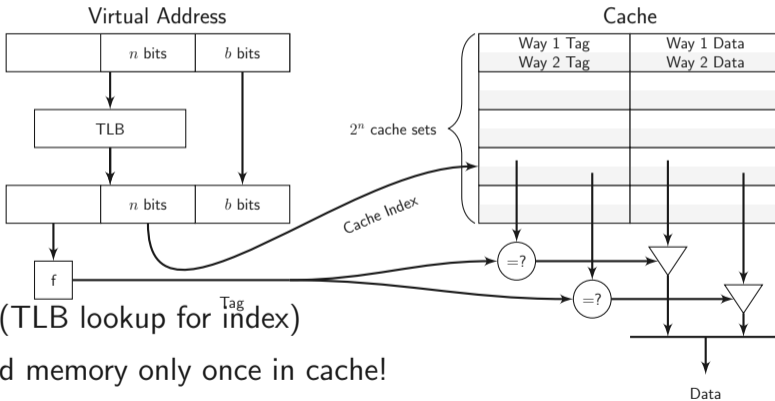 Virtual Address
Cache
n bits
b bits
Way 1 Tag
Way 1 Data
Way 2 Tag
Way 2 Data
TLB
2ⁿ cache sets
n bits
b bits
Cache Index
=?
f
=?
Tag
(TLB lookup for index)
d memory only once in cache!
Data